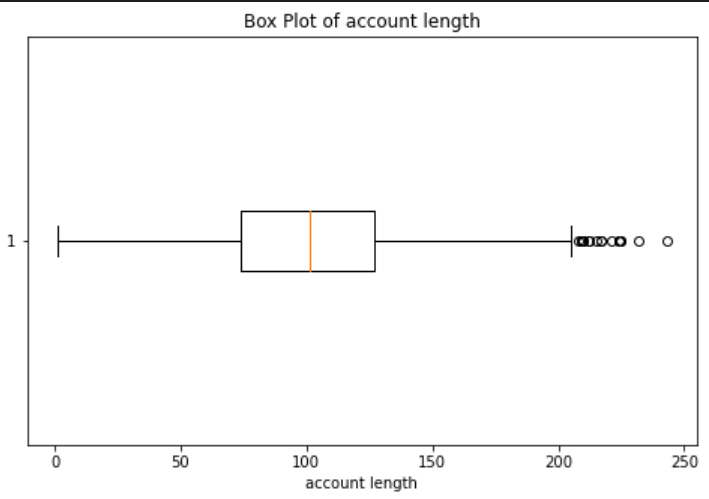 Box Plot of account length
1
0 50 100 150 200 250
account length